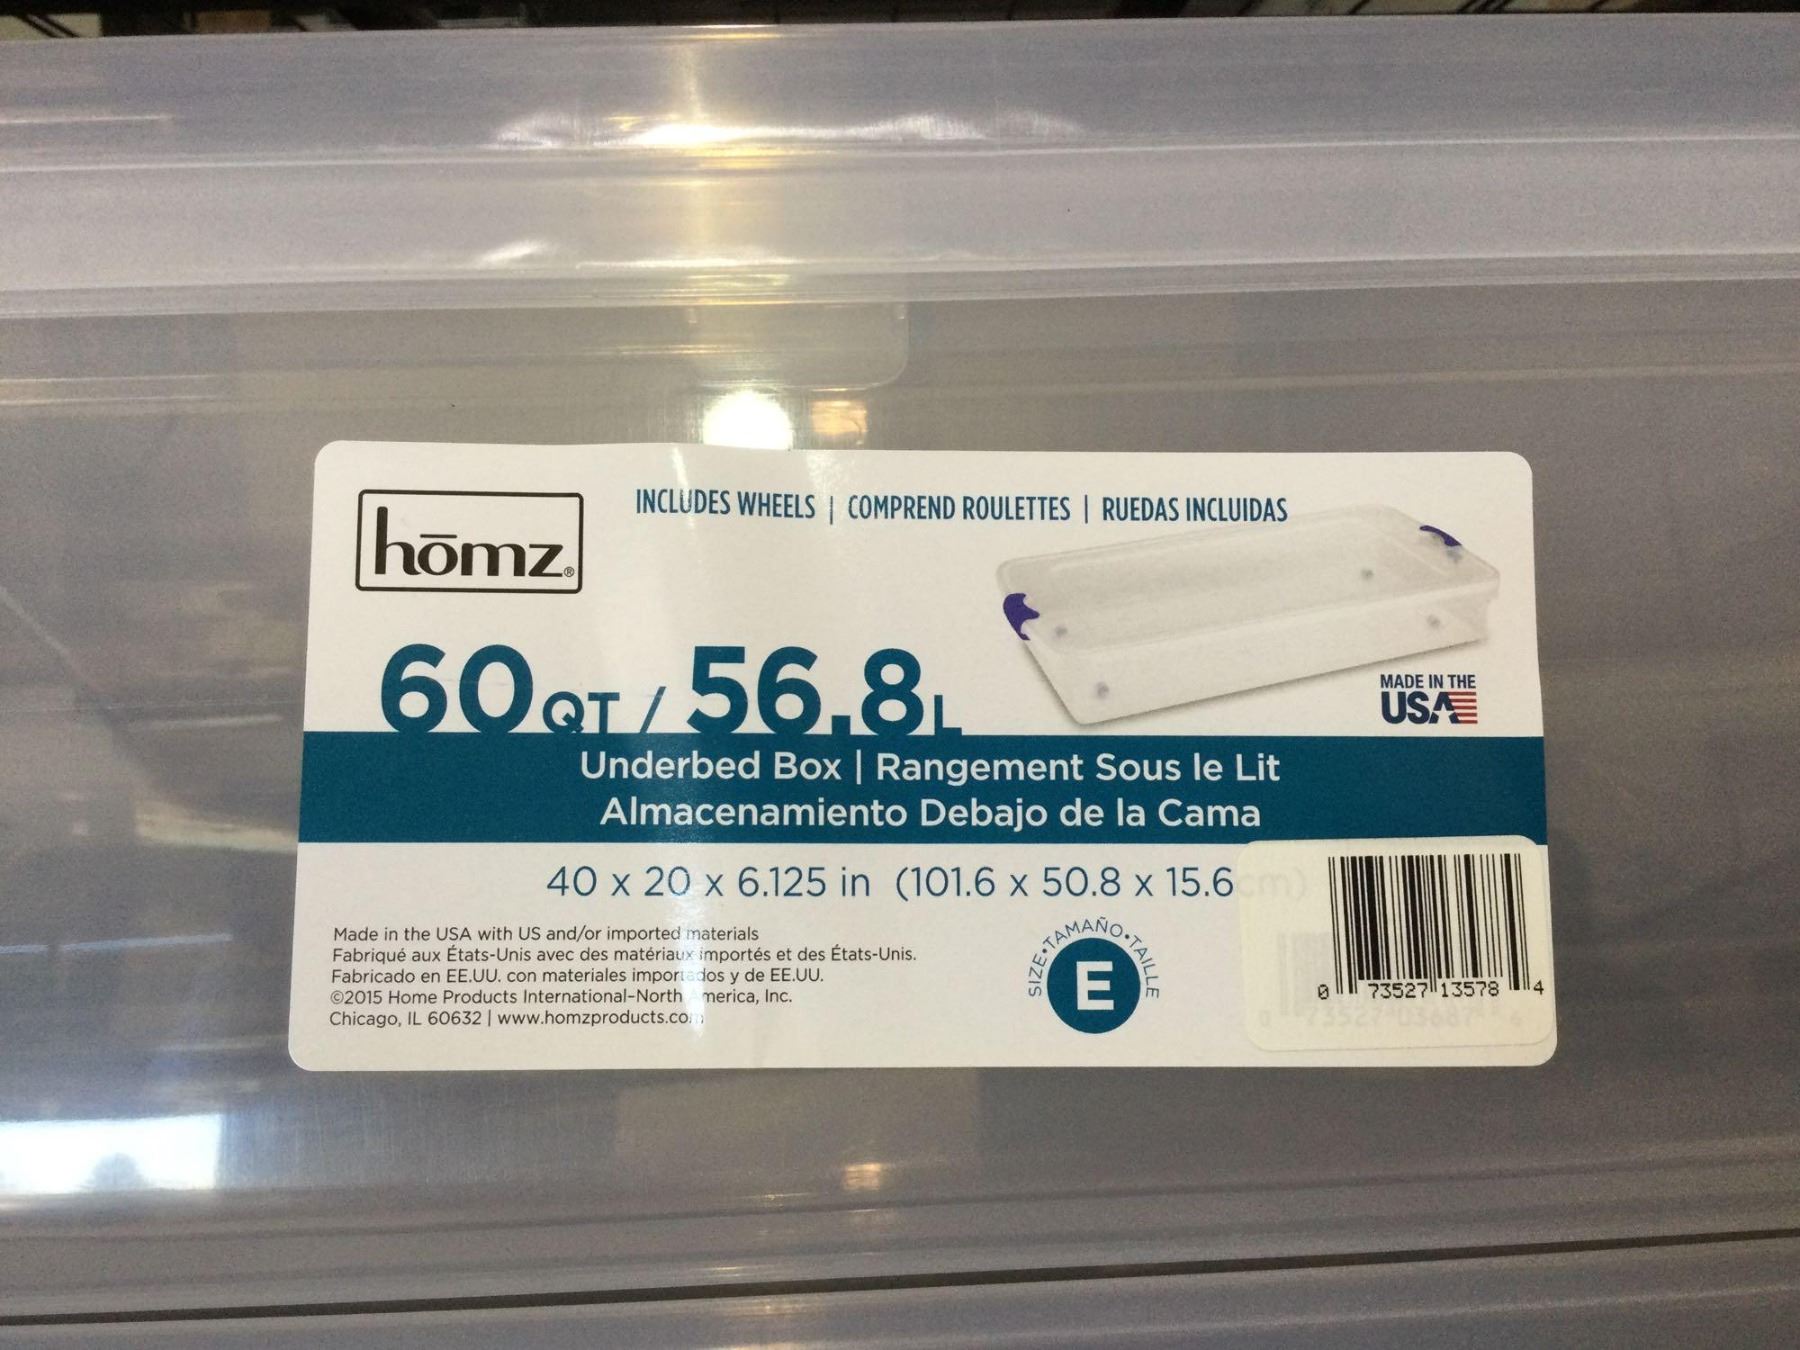 INCLUDES WHEELS | COMPREND ROULETTES | RUEDAS INCLUIDAS
hōmz®
60 QT / 56.8L
MADE IN THE
USA
Underbed Box | Rangement Sous le Lit
Almacenamiento Debajo de la Cama
40 x 20 x 6.125 in (101.6 x 50.8 x 15.6 cm)
Made in the USA with US and/or imported materials
Fabriqué aux États-Unis avec des matériaux importés et des États-Unis.
Fabricado en EE.UU. con materiales importados y de EE.UU.
©2015 Home Products International-North America, Inc.
Chicago, IL 60632 | www.homzproducts.com
SIZE•TAMAÑO•TAILLE
E
0 73527 13578 4